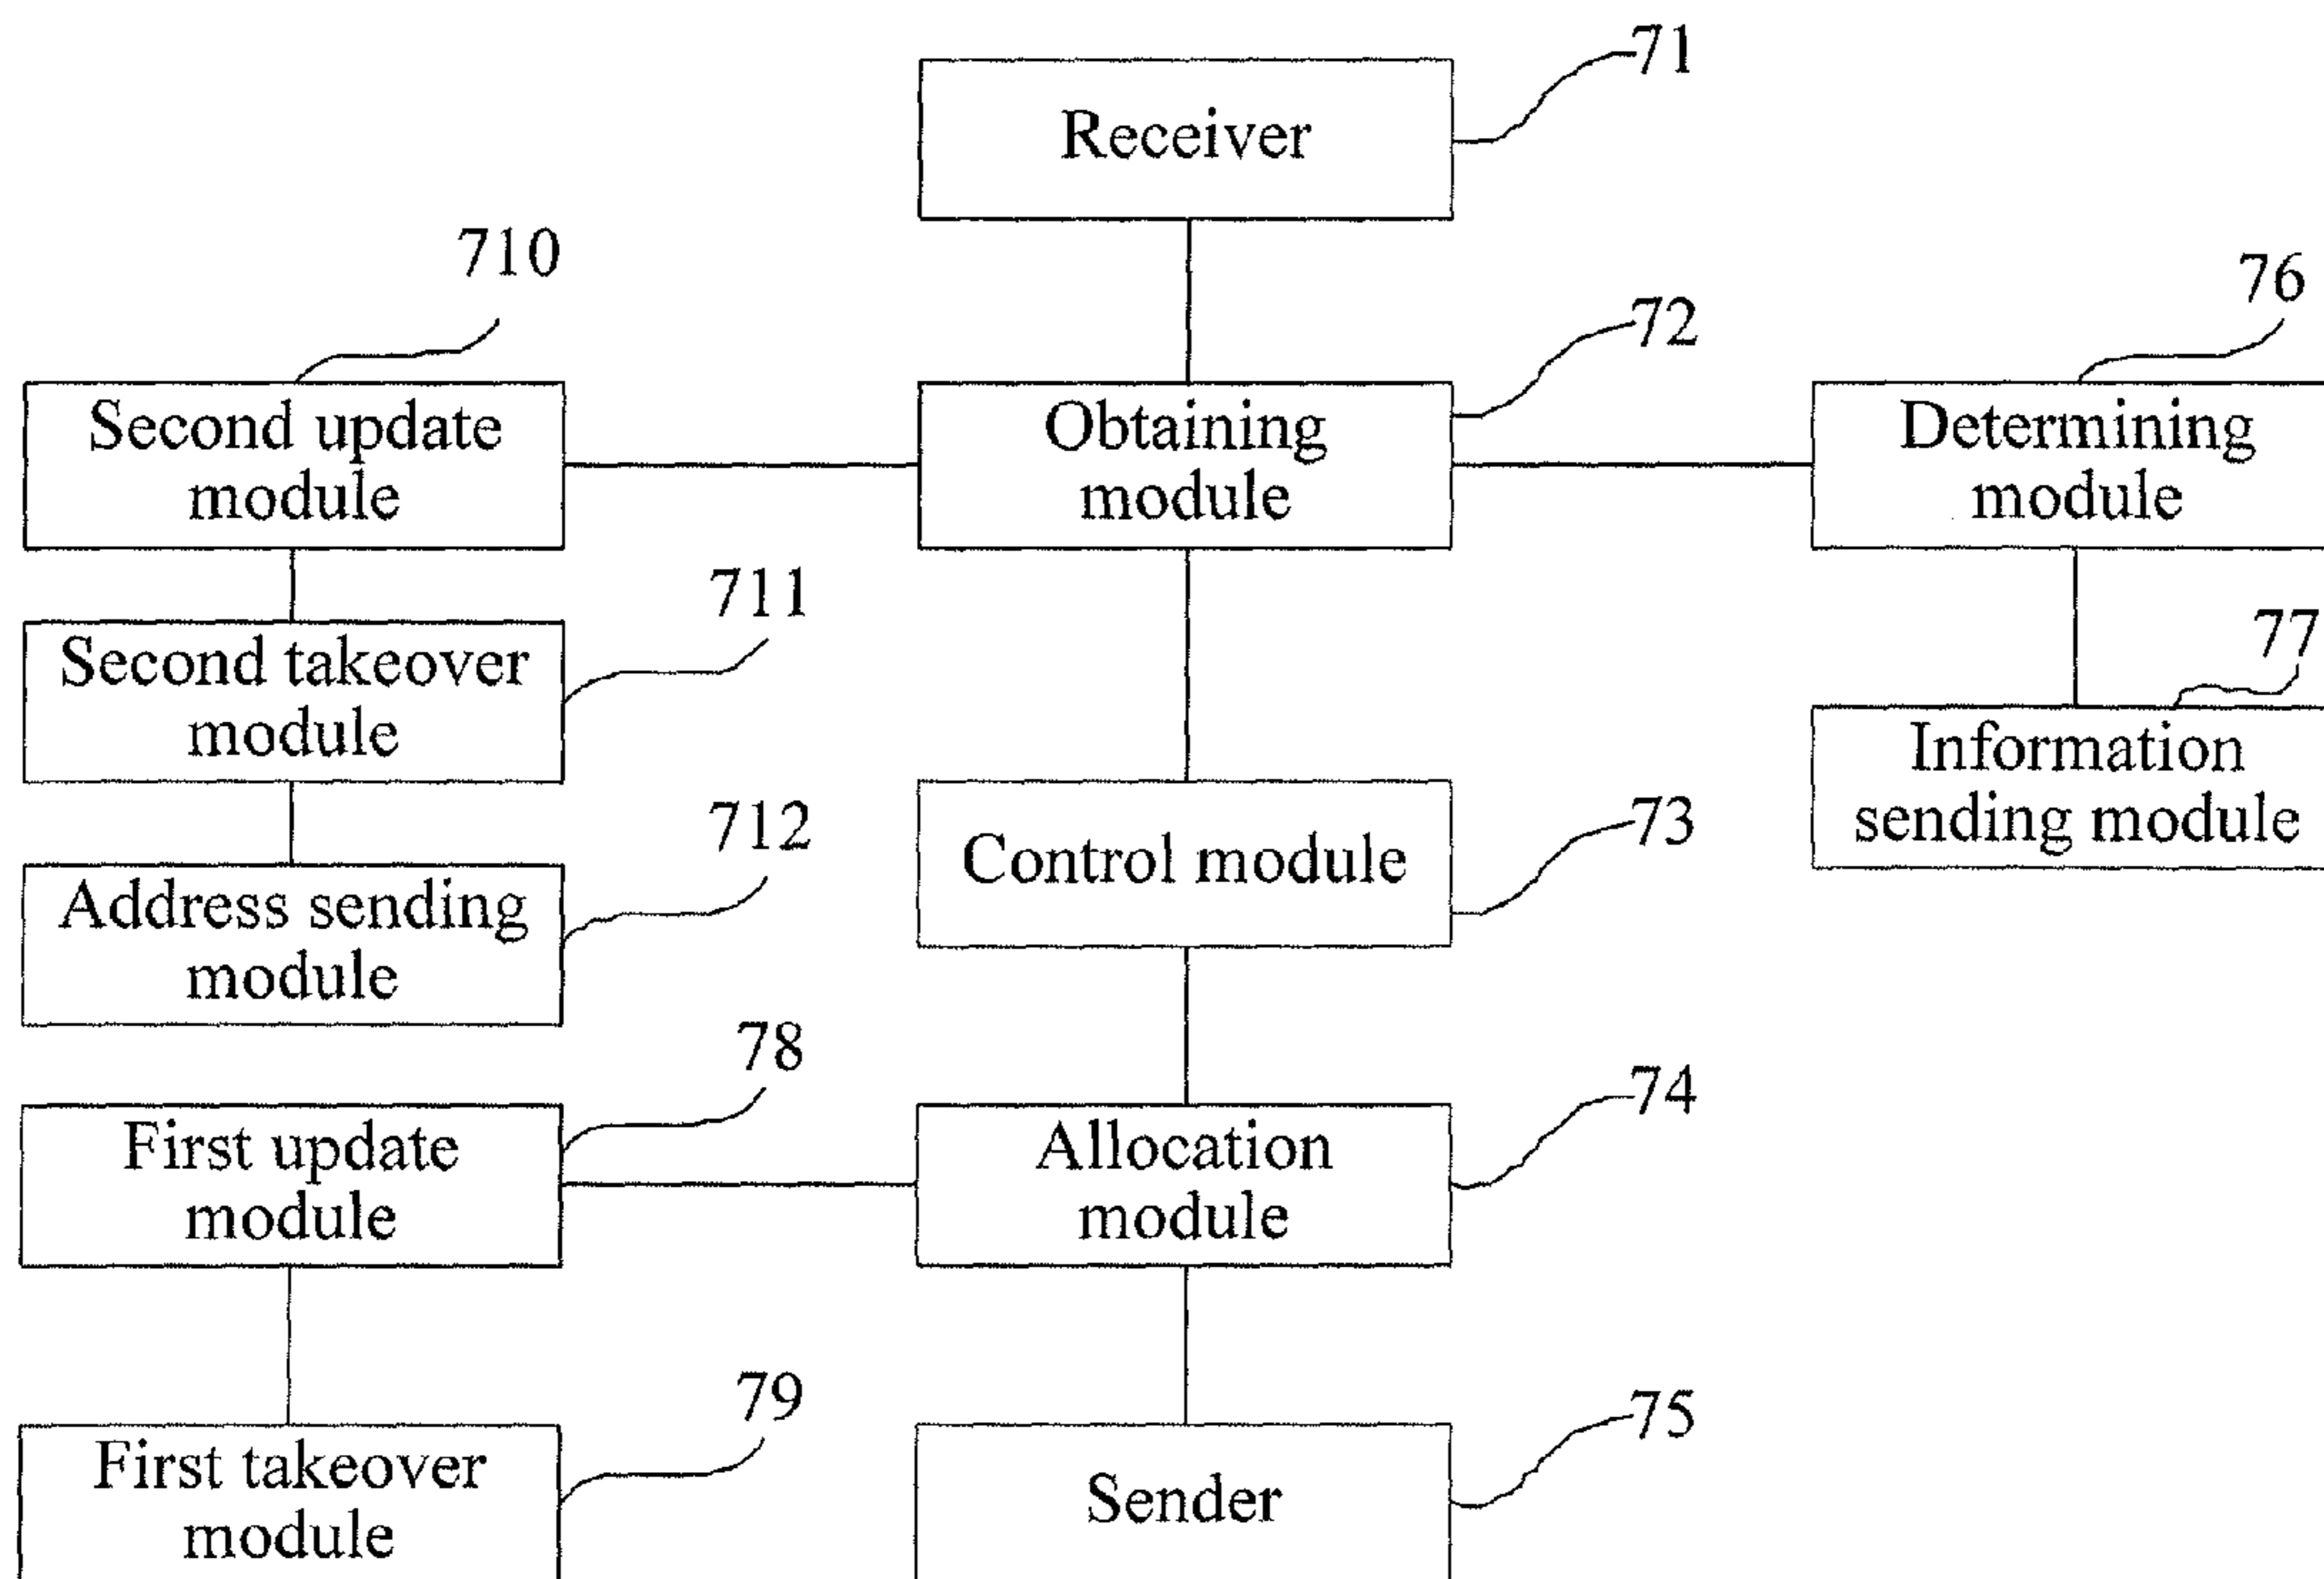 71
Receiver
710
72
76
Second update
module
Obtaining
module
Determining
module
711
77
Second takeover
module
Information
sending module
712
73
Control module
Address sending
module
78
74
First update
module
Allocation
module
79
75
First takeover
module
Sender